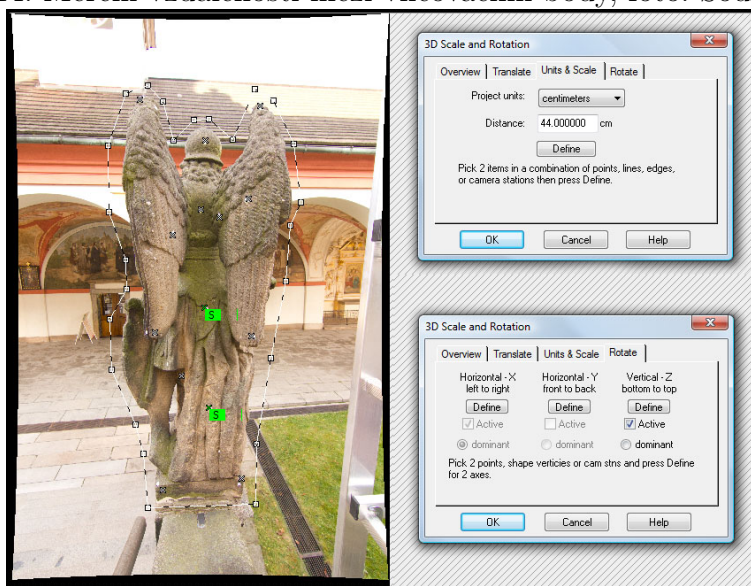 3D Scale and Rotation
Overview Translate Units & Scale Rotate
Project units: centimeters
Distance: 44.000000 cm
Define
Pick 2 items in a combination of points, lines, edges,
or camera stations then press Define.
OK Cancel Help
S
S
3D Scale and Rotation
Overview Translate Units & Scale Rotate
Horizontal - X Horizontal - Y Vertical - Z
left to right front to back bottom to top
Define Define Define
Active Active Active
dominant dominant dominant
Pick 2 points, shape verticies or cam stns and press Define
for 2 axes.
OK Cancel Help